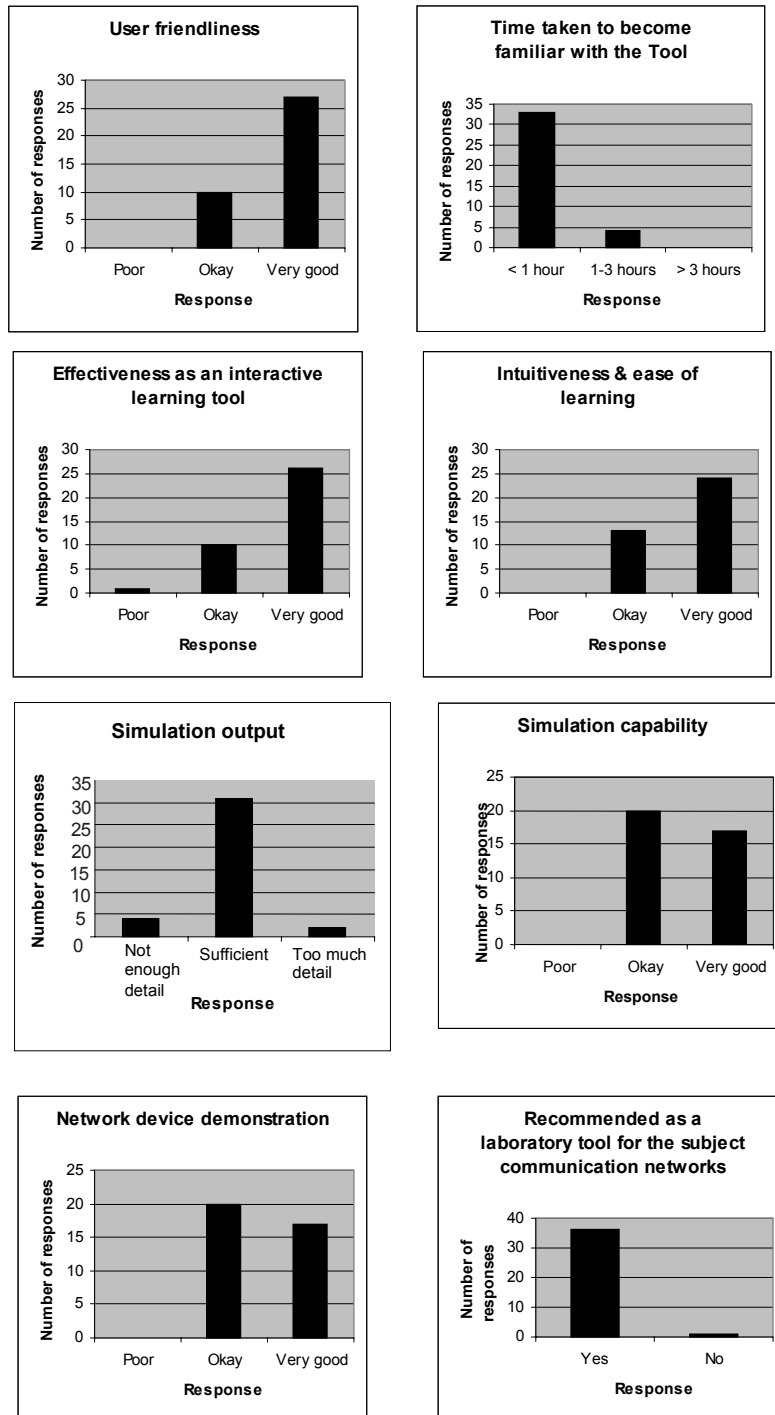 User friendliness
30
25
20
15
10
5
0
Number of responses
Poor Okay Very good
Response
Time taken to become
familiar with the Tool
35
30
25
20
15
10
5
0
Number of responses
< 1 hour 1-3 hours > 3 hours
Response
Effectiveness as an interactive
learning tool
30
25
20
15
10
5
0
Number of responses
Poor Okay Very good
Response
Intuitiveness & ease of
learning
30
25
20
15
10
5
0
Number of responses
Poor Okay Very good
Response
Simulation output
35
30
25
20
15
10
5
0
Number of responses
Not Sufficient Too much
enough detail
detail
Response
Simulation capability
25
20
15
10
5
0
Number of responses
Poor Okay Very good
Response
Network device demonstration
25
20
15
10
5
0
Number of responses
Poor Okay Very good
Response
Recommended as a
laboratory tool for the subject
communication networks
40
30
20
10
0
Number of
responses
Yes No
Response